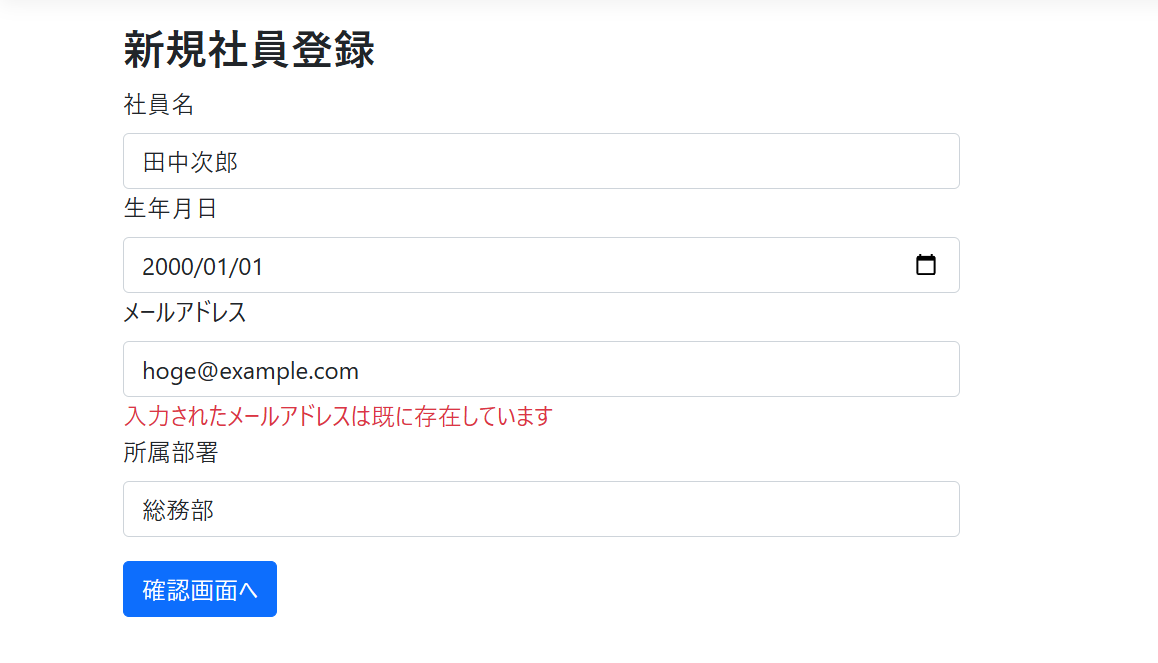 新規社員登録
社員名
田中次郎
生年月日
2000/01/01
メールアドレス
hoge@example.com
入力されたメールアドレスは既に存在しています
所属部署
総務部
確認画面へ